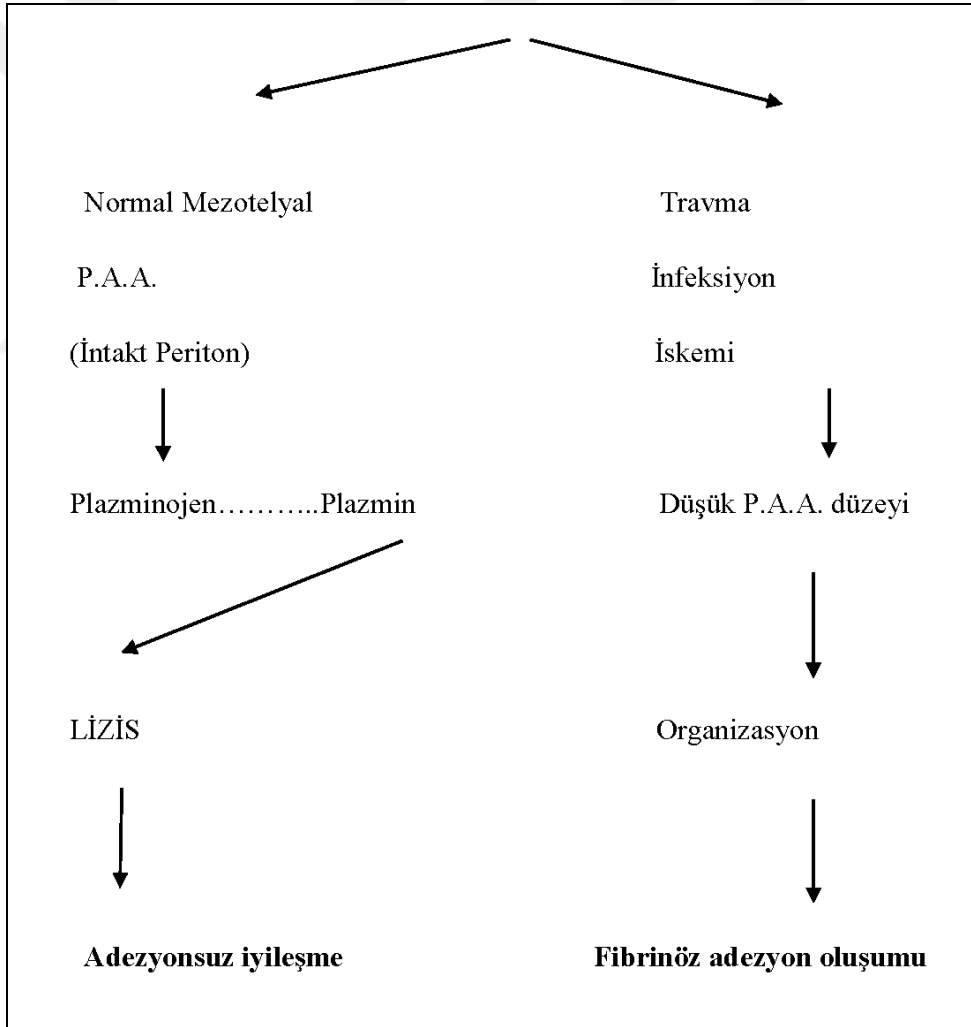 Normal Mezotelyal
P.A.A.
(İntakt Periton)
Plazminojen………..Plazmin
LİZİS
Adezyonsuz iyileşme
Travma
İnfeksiyon
İskemi
Düşük P.A.A. düzeyi
Organizasyon
Fibrinöz adezyon oluşumu